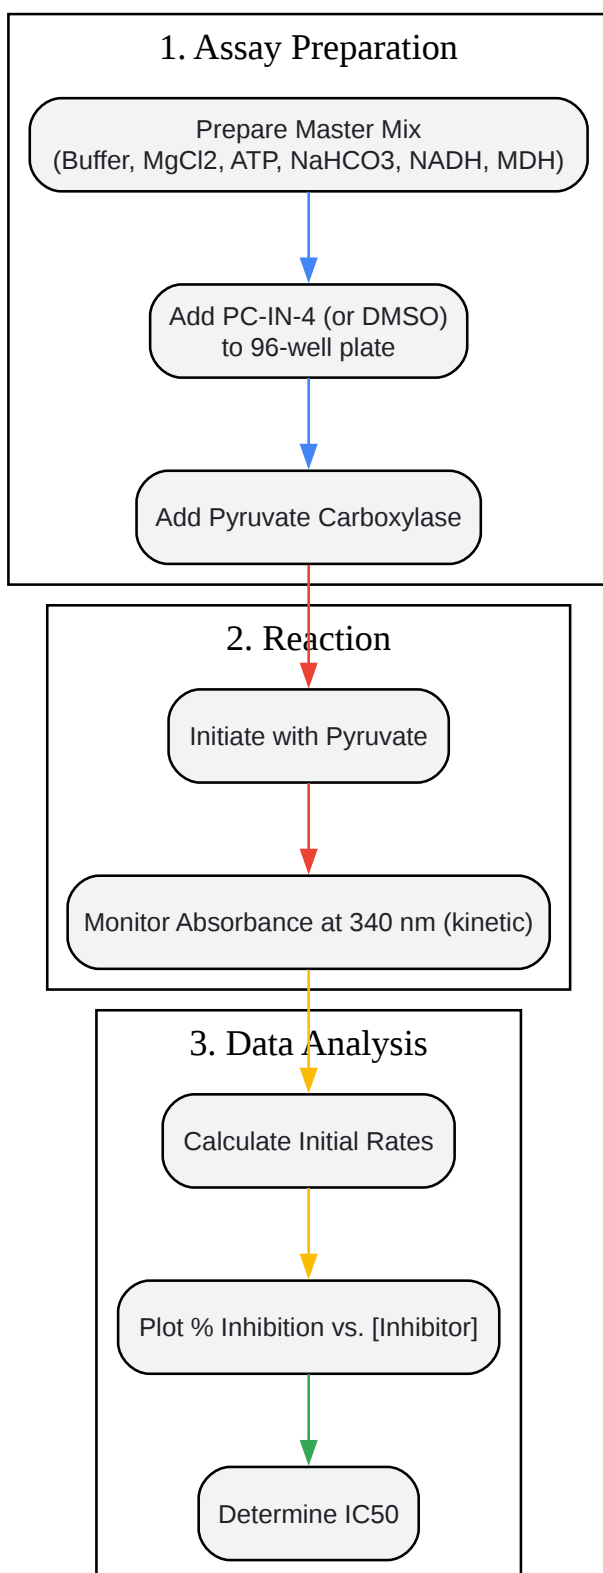 1. Assay Preparation
Prepare Master Mix
(Buffer, MgCl2, ATP, NaHCO3, NADH, MDH)
Add PC-IN-4 (or DMSO)
to 96-well plate
Add Pyruvate Carboxylase
2. Reaction
Initiate with Pyruvate
Monitor Absorbance at 340 nm (kinetic)
3. Data Analysis
Calculate Initial Rates
Plot % Inhibition vs. [Inhibitor]
Determine IC50